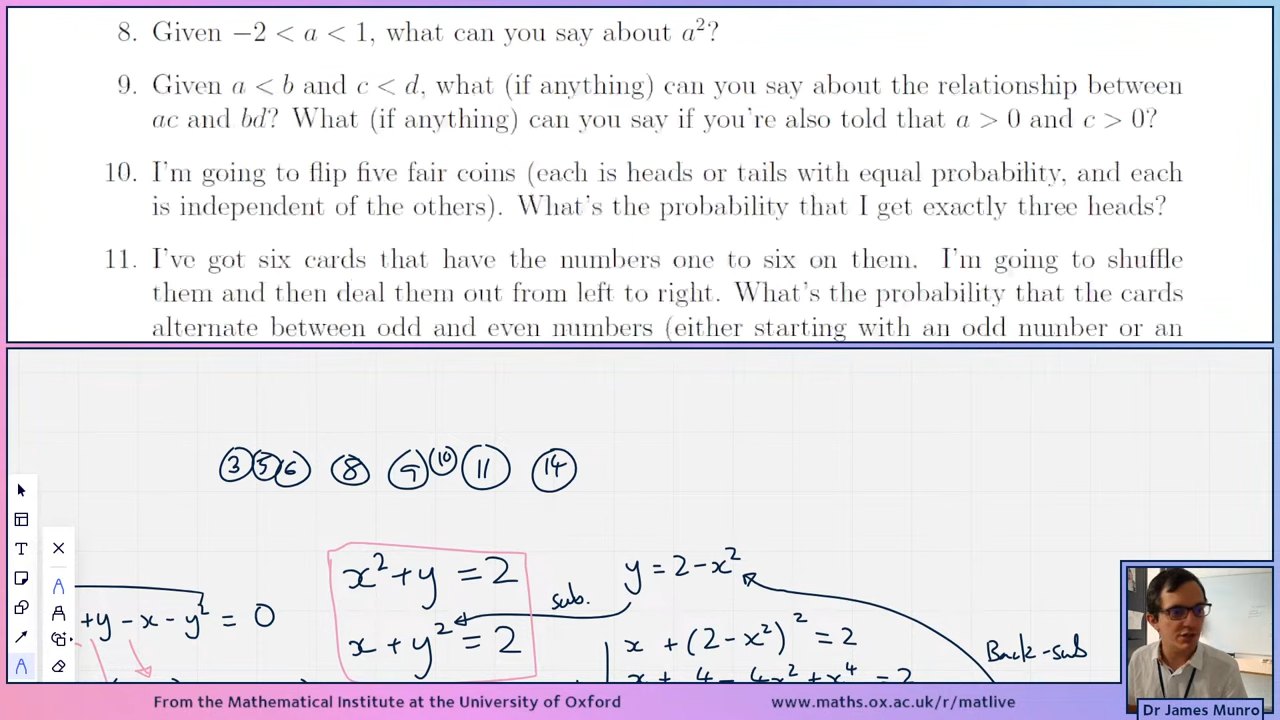 8. Given −2 < a < 1, what can you say about a²?
9. Given a < b and c < d, what (if anything) can you say about the relationship between
ac and bd? What (if anything) can you say if you're also told that a > 0 and c > 0?
10. I'm going to flip five fair coins (each is heads or tails with equal probability, and each
is independent of the others). What's the probability that I get exactly three heads?
11. I've got six cards that have the numbers one to six on them. I'm going to shuffle
them and then deal them out from left to right. What's the probability that the cards
alternate between odd and even numbers (either starting with an odd number or an
3 5 6 8 9 10 11 14
x² + y = 2
y = 2 − x²
sub.
+y − x − y² = 0
x + y² = 2
x + (2 − x²)² = 2
Back-sub
x + 4 − 4x² + x⁴ = 2
From the Mathematical Institute at the University of Oxford
www.maths.ox.ac.uk/r/matlive
Dr James Munro